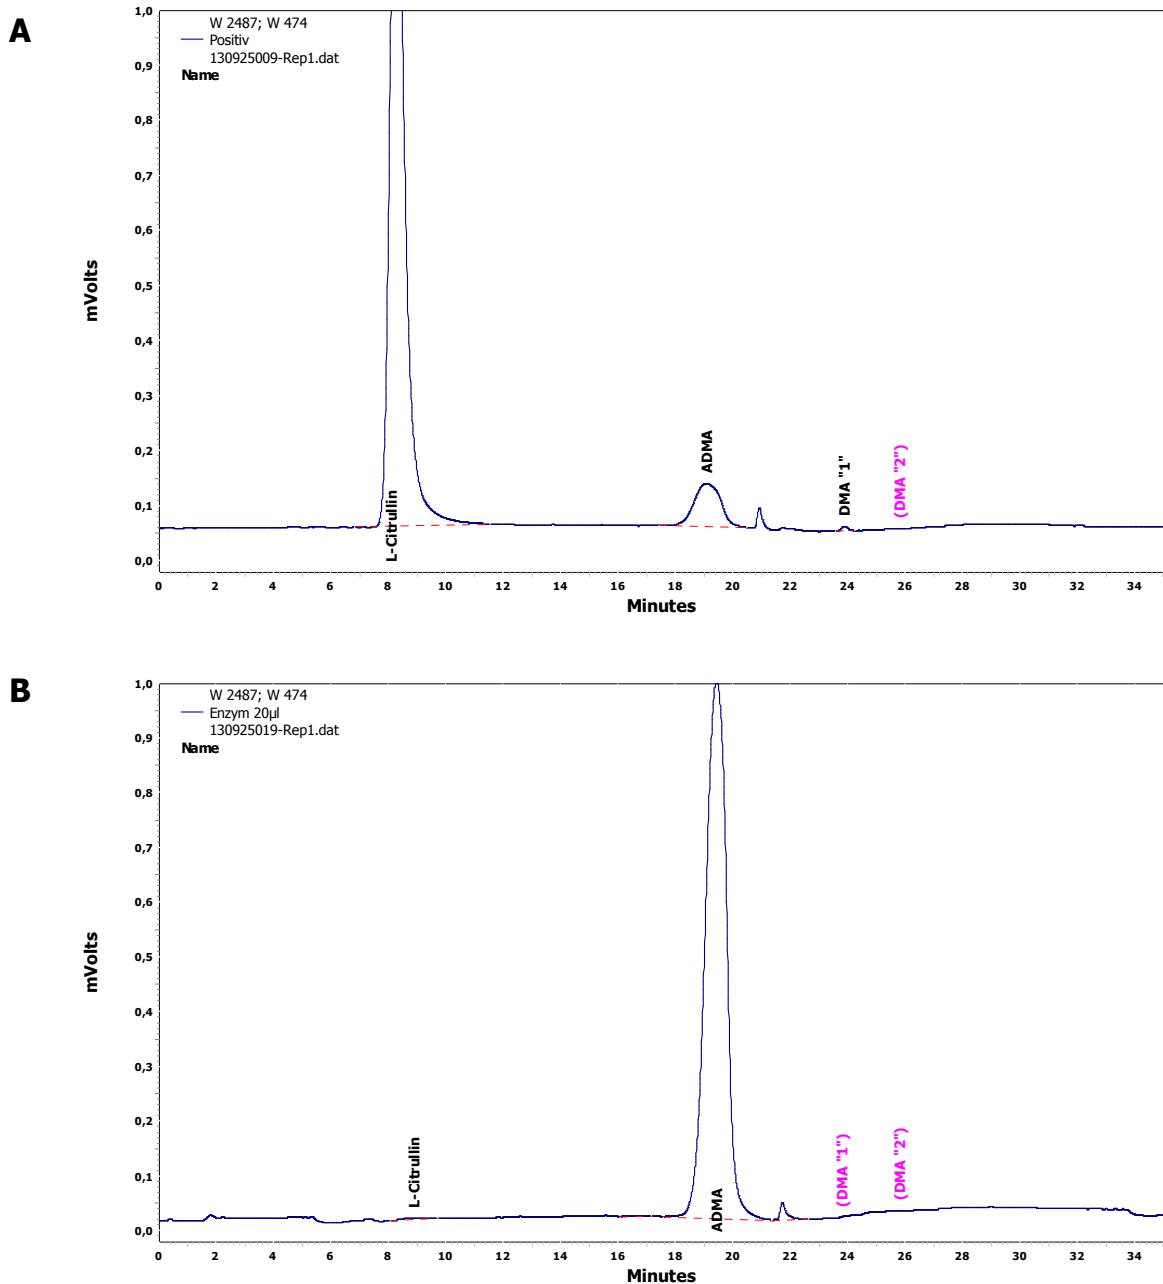 A
W 2487; W 474
Positiv
130925009-Rep1.dat
Name
1,0
0,9
0,8
0,7
0,6
0,5
0,4
0,3
0,2
0,1
0,0
mVolts
L-Citrullin
ADMA
DMA "1"
(DMA "2")
0 2 4 6 8 10 12 14 16 18 20 22 24 26 28 30 32 34
Minutes
B
W 2487; W 474
Enzym 20µl
130925019-Rep1.dat
Name
1,0
0,9
0,8
0,7
0,6
0,5
0,4
0,3
0,2
0,1
0,0
mVolts
L-Citrullin
ADMA
(DMA "1")
(DMA "2")
0 2 4 6 8 10 12 14 16 18 20 22 24 26 28 30 32 34
Minutes